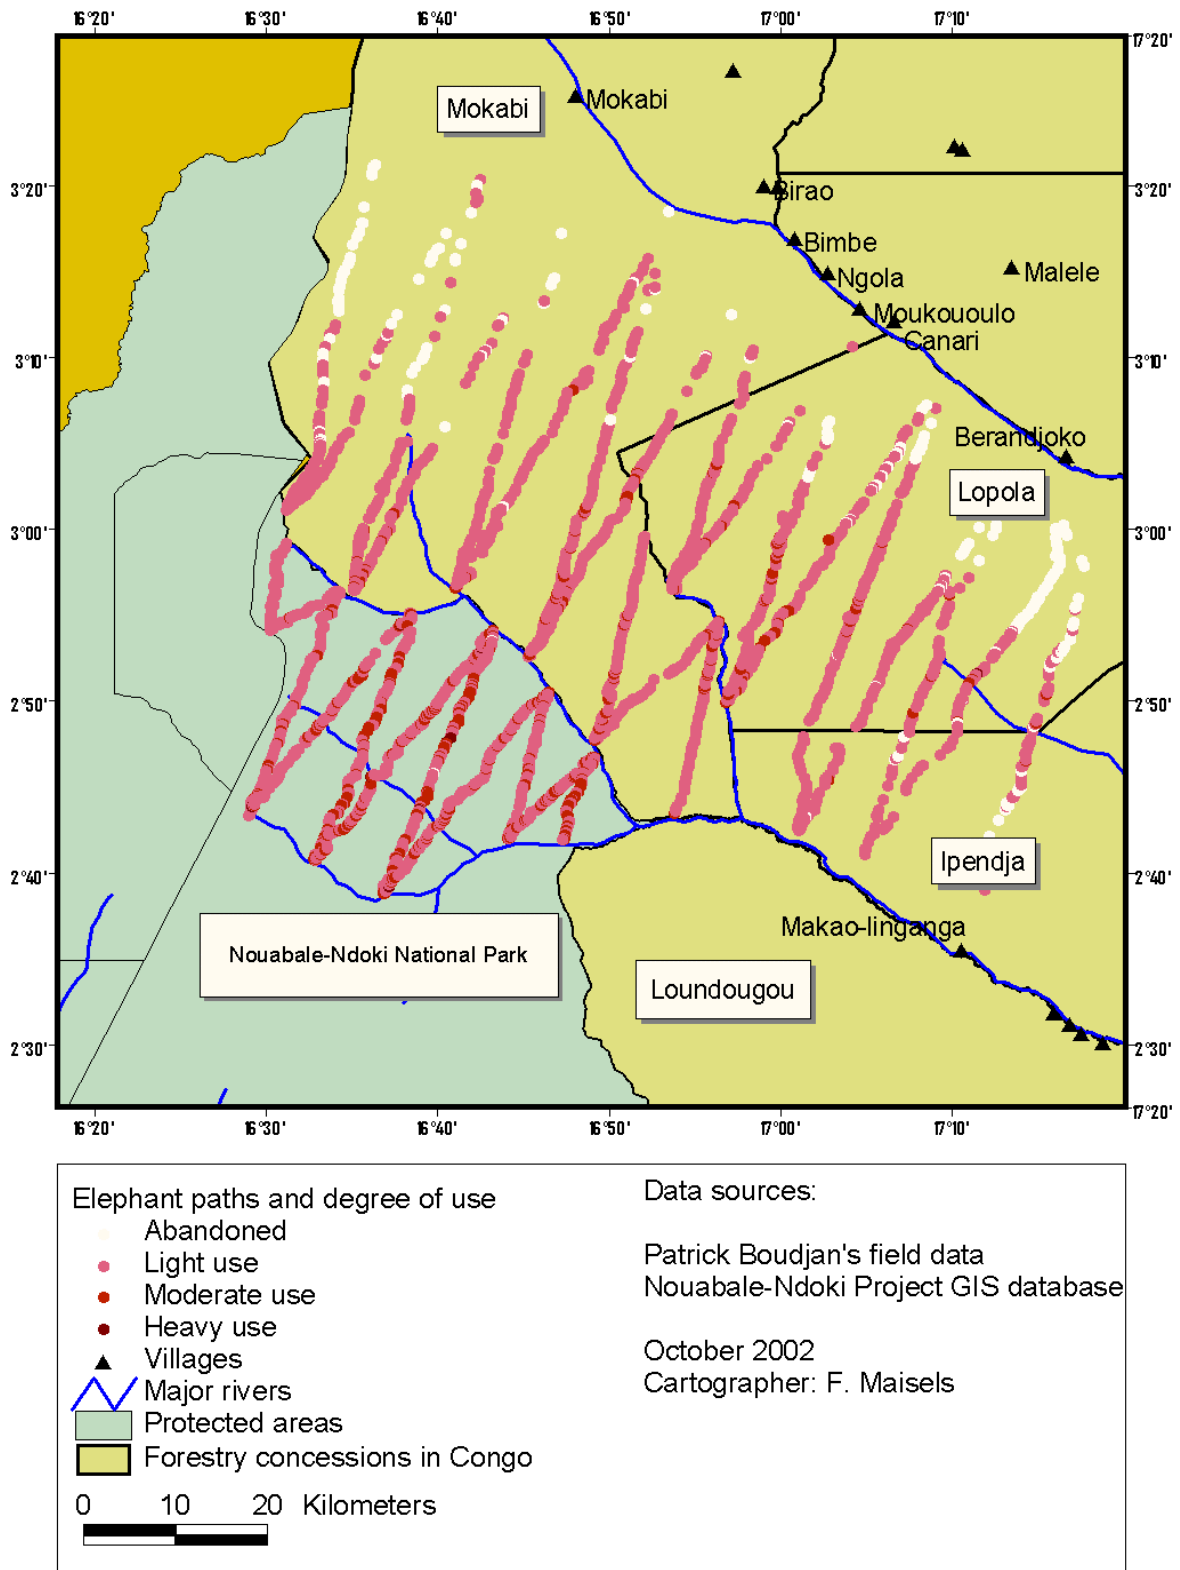 16°20' 16°30' 16°40' 16°50' 17°00' 17°10'
17°20'
Mokabi
Mokabi
3°20'
3°20'
Birao
Bimbe
Ngola
Malele
Moukououlo
Canari
3°10'
3°10'
Berandjoko
Lopola
3°00'
3°00'
2°50'
2°50'
Ipendja
2°40'
2°40'
Makao-linganga
Nouabale-Ndoki National Park
Loundougou
2°30'
2°30'
17°20'
16°20' 16°30' 16°40' 16°50' 17°00' 17°10'
Elephant paths and degree of use
Abandoned
Light use
Moderate use
Heavy use
Villages
Major rivers
Protected areas
Forestry concessions in Congo
0 10 20 Kilometers
Data sources:
Patrick Boudjan's field data
Nouabale-Ndoki Project GIS database
October 2002
Cartographer: F. Maisels